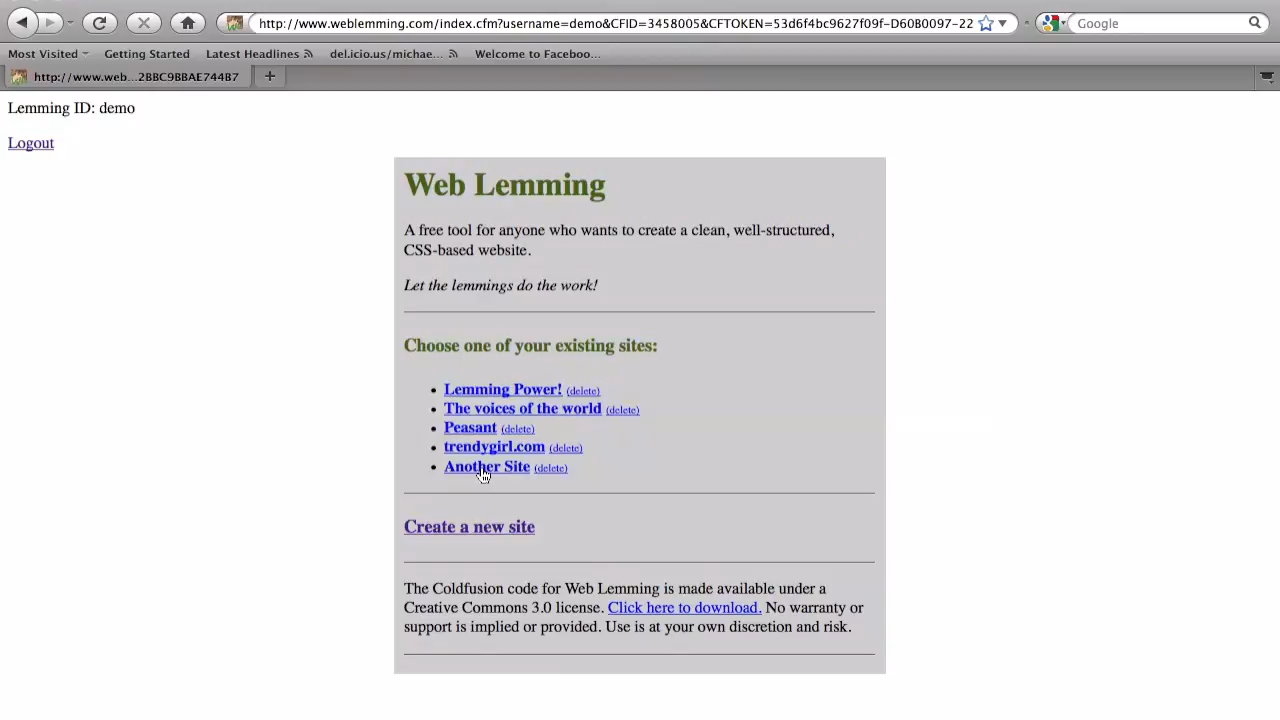 http://www.weblemming.com/index.cfm?username=demo&CFID=3458005&CFTOKEN=53d6f4bc9627f09f-D60B0097-22
Google
Most Visited Getting Started Latest Headlines del.icio.us/michae... Welcome to Faceboo...
http://www.web...2BBC9BBAE744B7
Lemming ID: demo
Logout
Web Lemming
A free tool for anyone who wants to create a clean, well-structured,
CSS-based website.
Let the lemmings do the work!
Choose one of your existing sites:
Lemming Power! (delete)
The voices of the world (delete)
Peasant (delete)
trendygirl.com (delete)
Another Site (delete)
Create a new site
The Coldfusion code for Web Lemming is made available under a
Creative Commons 3.0 license. Click here to download. No warranty or
support is implied or provided. Use is at your own discretion and risk.